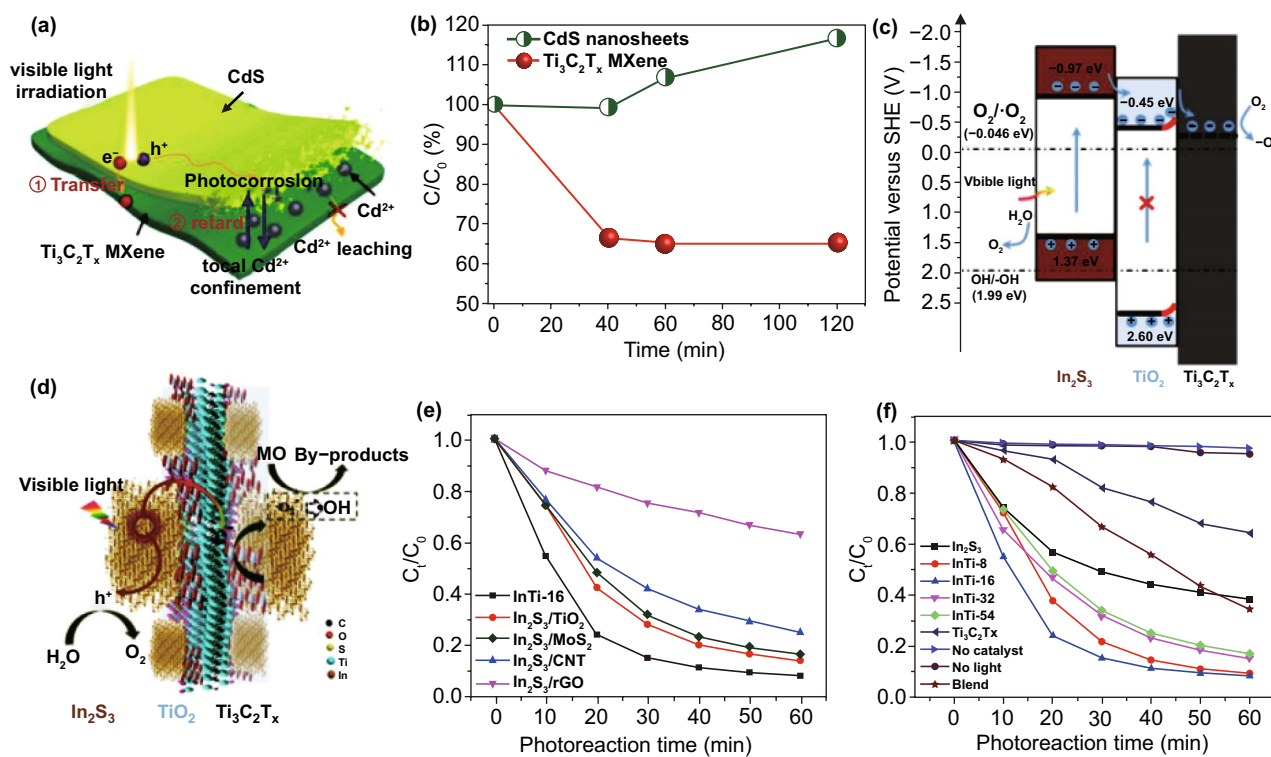 (a)
visible light
irradiation
CdS
e⁻
h⁺
① Transfer
Photocorroslon
② retard
Cd²⁺
Cd²⁺ leaching
Ti₃C₂Tₓ MXene
tocal Cd²⁺
confinement
(b)
CdS nanosheets
Ti₃C₂Tₓ MXene
C/C₀ (%)
120
115
110
105
100
95
90
85
80
75
70
65
60
55
50
0 20 40 60 80 100 120
Time (min)
(c)
Potential versus SHE (V)
−2.0
−1.5
−1.0
−0.5
0.0
0.5
1.0
1.5
2.0
2.5
−0.97 eV
−0.45 eV
O₂/·O₂
(−0.046 eV)
O₂
Vbible light
H₂O
O₂
1.37 eV
OH/-OH
(1.99 eV)
2.60 eV
In₂S₃ TiO₂ Ti₃C₂Tₓ
(d)
MO By−products
Visible light
OH
h⁺
H₂O O₂
C
O
S
Ti
In
In₂S₃ TiO₂ Ti₃C₂Tₓ
(e)
Cₜ/C₀
1.0
0.8
0.6
0.4
0.2
0.0
InTi-16
In₂S₃/TiO₂
In₂S₃/MoS₂
In₂S₃/CNT
In₂S₃/rGO
0 10 20 30 40 50 60
Photoreaction time (min)
(f)
Cₜ/C₀
1.0
0.8
0.6
0.4
0.2
0.0
In₂S₃
InTi-8
InTi-16
InTi-32
InTi-54
Ti₃C₂Tx
No catalyst
No light
Blend
0 10 20 30 40 50 60
Photoreaction time (min)